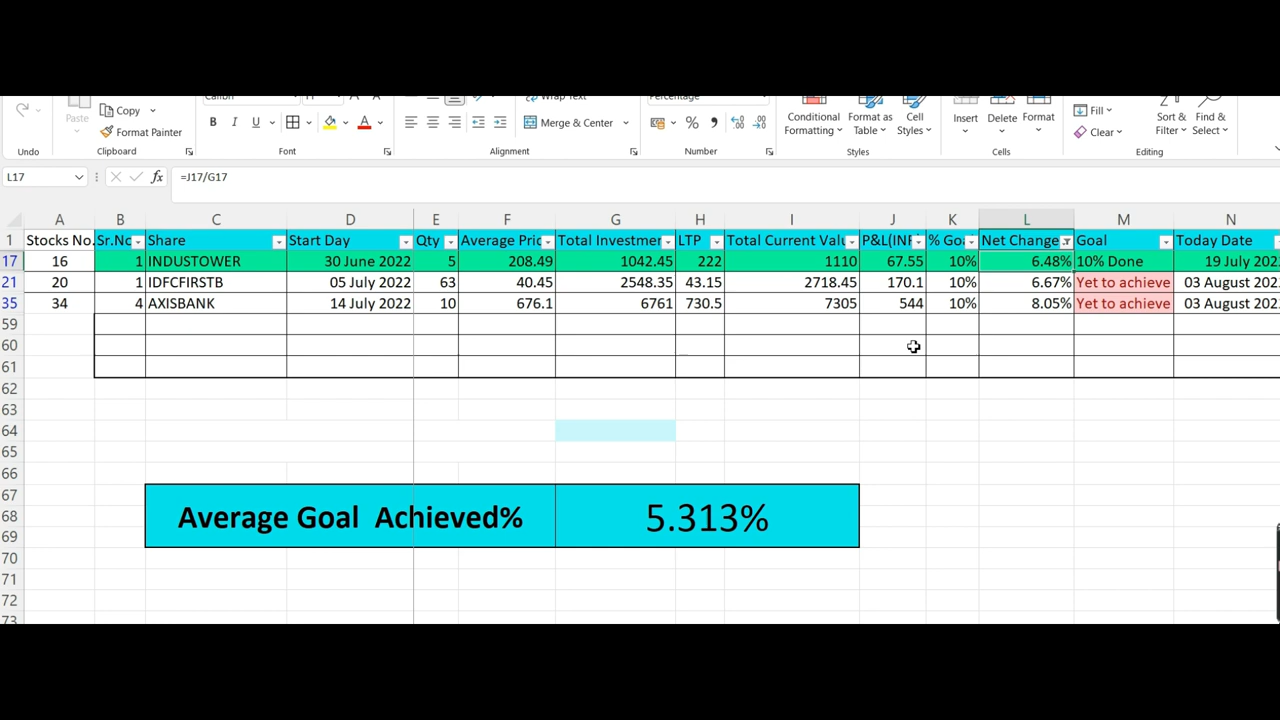 Copy
Paste
Format Painter
B I U
Merge & Center
Wrap Text
Percentage
Calibri
Conditional Formatting
Format as Table
Cell Styles
Insert
Delete
Format
Fill
Clear
Sort & Filter
Find & Select
Undo
Clipboard
Font
Alignment
Number
Styles
Cells
Editing
L17
fx
=J17/G17
A B C D E F G H I J K L M N
1 Stocks No. Sr.No Share Start Day Qty Average Pric Total Investmer LTP Total Current Valu P&L(INF % Goa Net Change Goal Today Date
17 16 1 INDUSTOWER 30 June 2022 5 208.49 1042.45 222 1110 67.55 10% 6.48% 10% Done 19 July 202
21 20 1 IDFCFIRSTB 05 July 2022 63 40.45 2548.35 43.15 2718.45 170.1 10% 6.67% Yet to achieve 03 August 202
35 34 4 AXISBANK 14 July 2022 10 676.1 6761 730.5 7305 544 10% 8.05% Yet to achieve 03 August 202
59
60
61
62
63
64
65
66
67
68 Average Goal Achieved% 5.313%
69
70
71
72
73